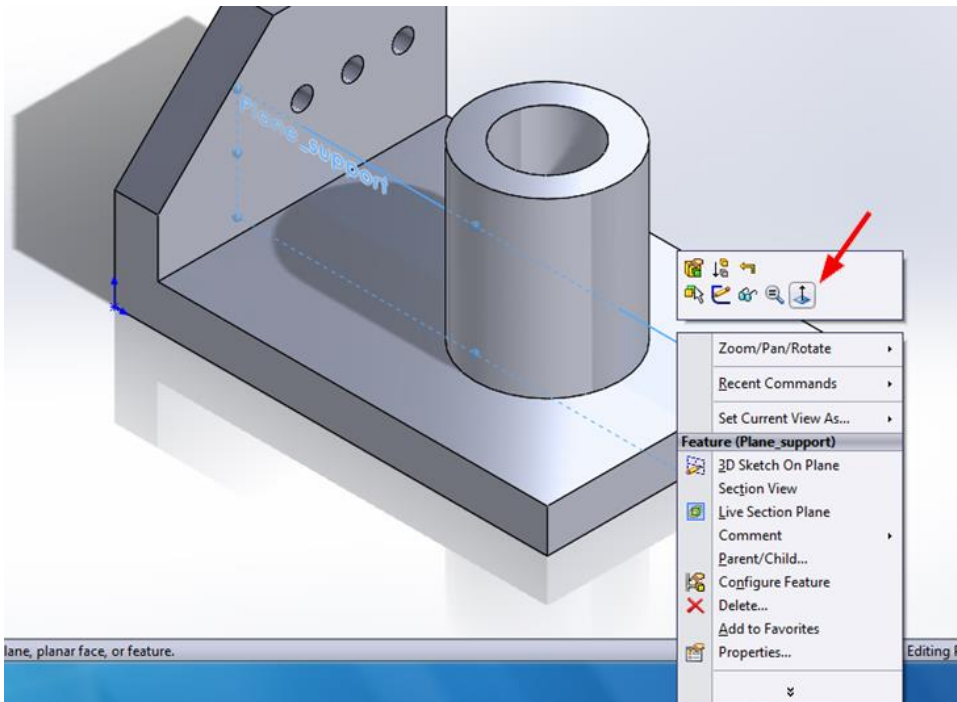 Plane_support
Zoom/Pan/Rotate
Recent Commands
Set Current View As...
Feature (Plane_support)
3D Sketch On Plane
Section View
Live Section Plane
Comment
Parent/Child...
Configure Feature
Delete...
Add to Favorites
Properties...
lane, planar face, or feature.
Editing